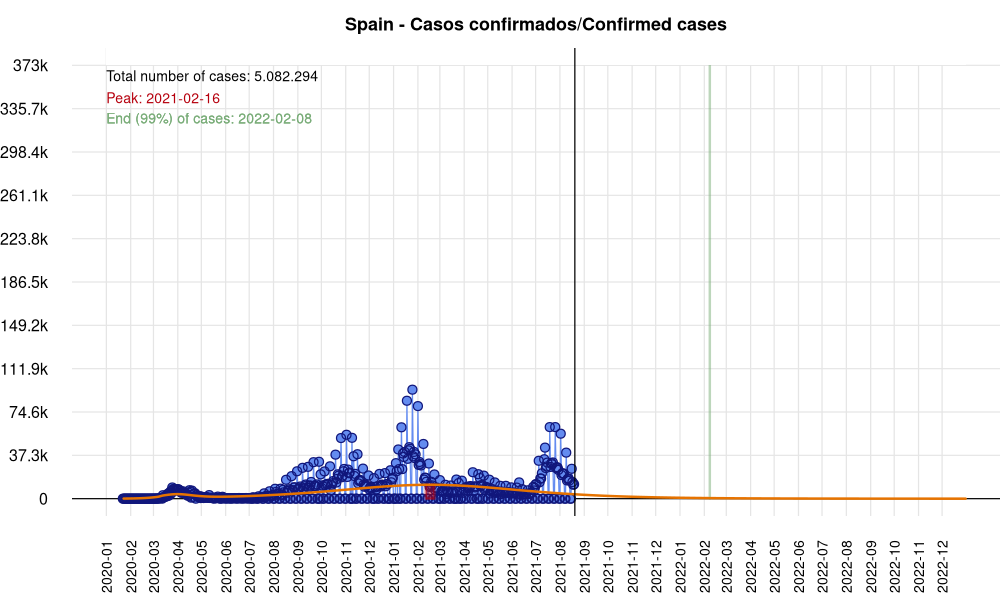 Spain - Casos confirmados/Confirmed cases
373k
335.7k
298.4k
261.1k
223.8k
186.5k
149.2k
111.9k
74.6k
37.3k
0
Total number of cases: 5.082.294
Peak: 2021-02-16
End (99%) of cases: 2022-02-08
2020-01
2020-02
2020-03
2020-04
2020-05
2020-06
2020-07
2020-08
2020-09
2020-10
2020-11
2020-12
2021-01
2021-02
2021-03
2021-04
2021-05
2021-06
2021-07
2021-08
2021-09
2021-10
2021-11
2021-12
2022-01
2022-02
2022-03
2022-04
2022-05
2022-06
2022-07
2022-08
2022-09
2022-10
2022-11
2022-12